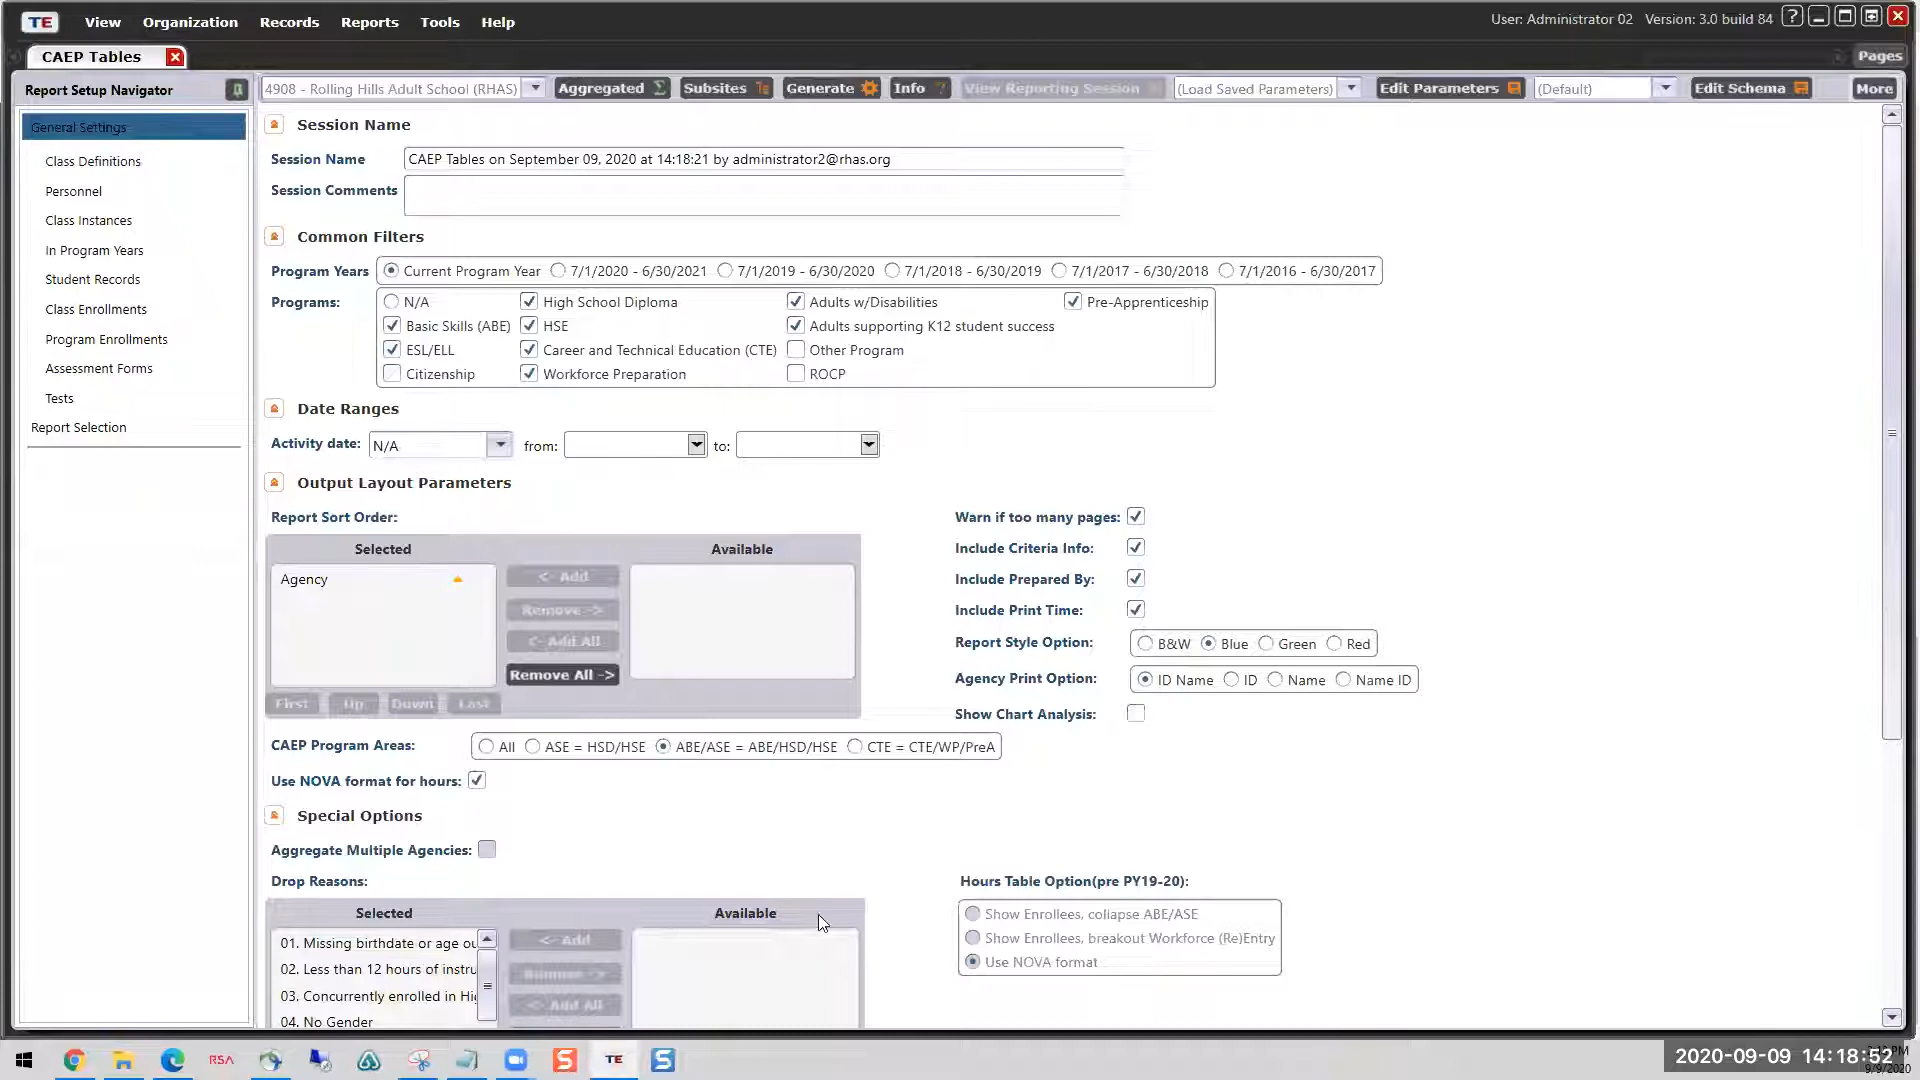 TE View Organization Records Reports Tools Help User: Administrator 02 Version: 3.0 build 84
CAEP Tables Pages
Report Setup Navigator 4908 - Rolling Hills Adult School (RHAS) Aggregated Subsites Generate Info View Reporting Session (Load Saved Parameters) Edit Parameters (Default) Edit Schema More
General Settings
Class Definitions
Personnel
Class Instances
In Program Years
Student Records
Class Enrollments
Program Enrollments
Assessment Forms
Tests
Report Selection
Session Name
Session Name CAEP Tables on September 09, 2020 at 14:18:21 by administrator2@rhas.org
Session Comments
Common Filters
Program Years Current Program Year 7/1/2020 - 6/30/2021 7/1/2019 - 6/30/2020 7/1/2018 - 6/30/2019 7/1/2017 - 6/30/2018 7/1/2016 - 6/30/2017
Programs: N/A High School Diploma Adults w/Disabilities Pre-Apprenticeship
Basic Skills (ABE) HSE Adults supporting K12 student success
ESL/ELL Career and Technical Education (CTE) Other Program
Citizenship Workforce Preparation ROCP
Date Ranges
Activity date: N/A from: to:
Output Layout Parameters
Report Sort Order:
Selected Available
Agency <- Add
Remove ->
<- Add All
Remove All ->
First Up Down Last
Warn if too many pages:
Include Criteria Info:
Include Prepared By:
Include Print Time:
Report Style Option: B&W Blue Green Red
Agency Print Option: ID Name ID Name Name ID
Show Chart Analysis:
CAEP Program Areas: All ASE = HSD/HSE ABE/ASE = ABE/HSD/HSE CTE = CTE/WP/PreA
Use NOVA format for hours:
Special Options
Aggregate Multiple Agencies:
Drop Reasons:
Selected Available
01. Missing birthdate or age ou <- Add
02. Less than 12 hours of instru Remove ->
03. Concurrently enrolled in Hi <- Add All
04. No Gender
Hours Table Option(pre PY19-20):
Show Enrollees, collapse ABE/ASE
Show Enrollees, breakout Workforce (Re)Entry
Use NOVA format
RSA S TE S
2020-09-09 14:18:52
9/9/2020